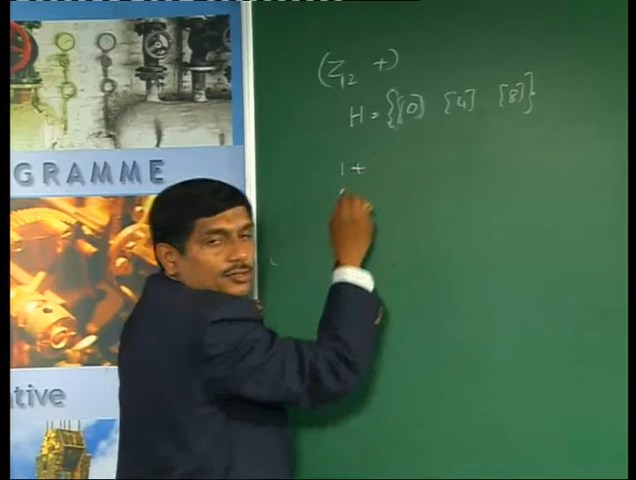 (Z₁₂ +)
H = {[0] [4] [8]}
1 +
GRAMME
tive